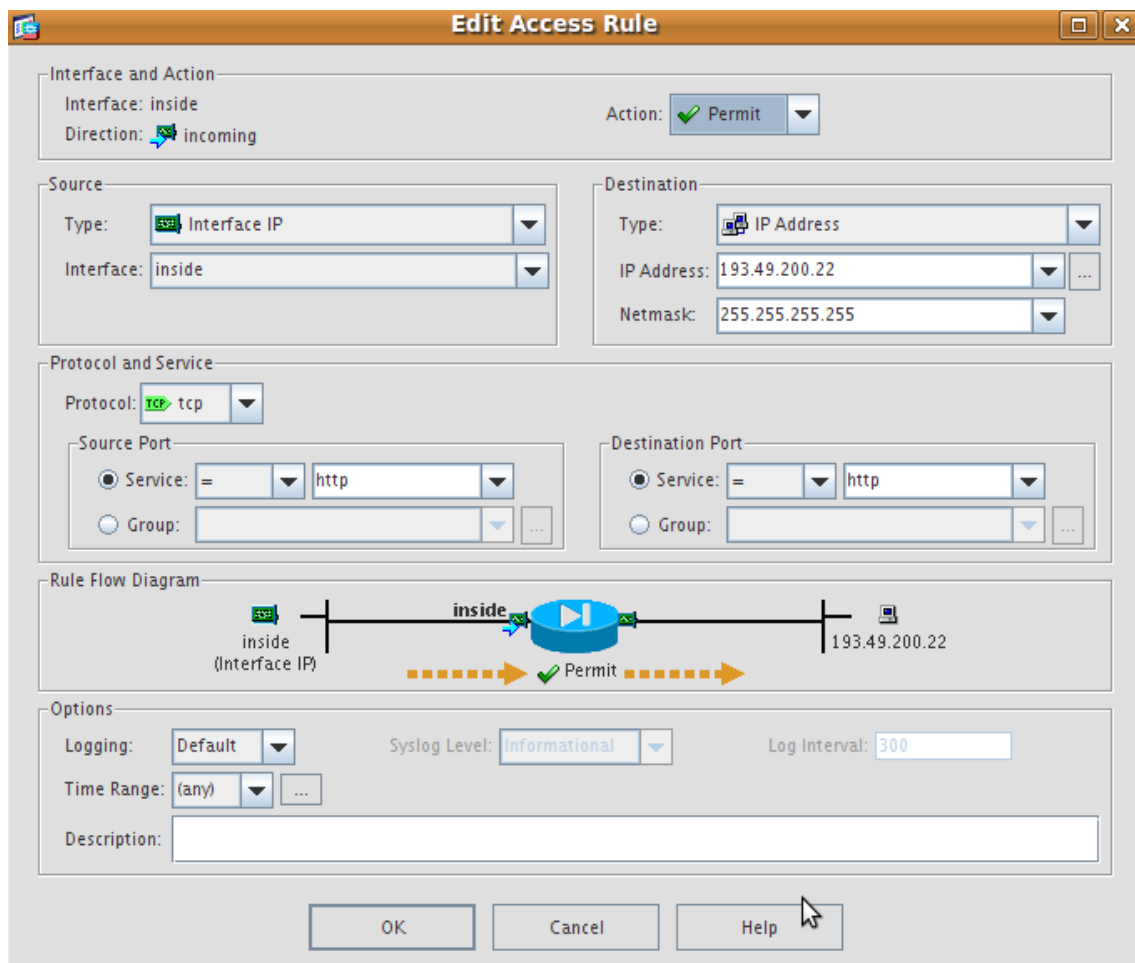 Edit Access Rule
Interface and Action
Interface: inside
Direction: incoming
Action: Permit
Source
Type: Interface IP
Interface: inside
Destination
Type: IP Address
IP Address: 193.49.200.22 ...
Netmask: 255.255.255.255
Protocol and Service
Protocol: TCP tcp
Source Port
Service: = http
Group: ...
Destination Port
Service: = http
Group: ...
Rule Flow Diagram
inside
(Interface IP)
inside
Permit
193.49.200.22
Options
Logging: Default
Syslog Level: Informational
Log Interval: 300
Time Range: (any) ...
Description:
OK Cancel Help